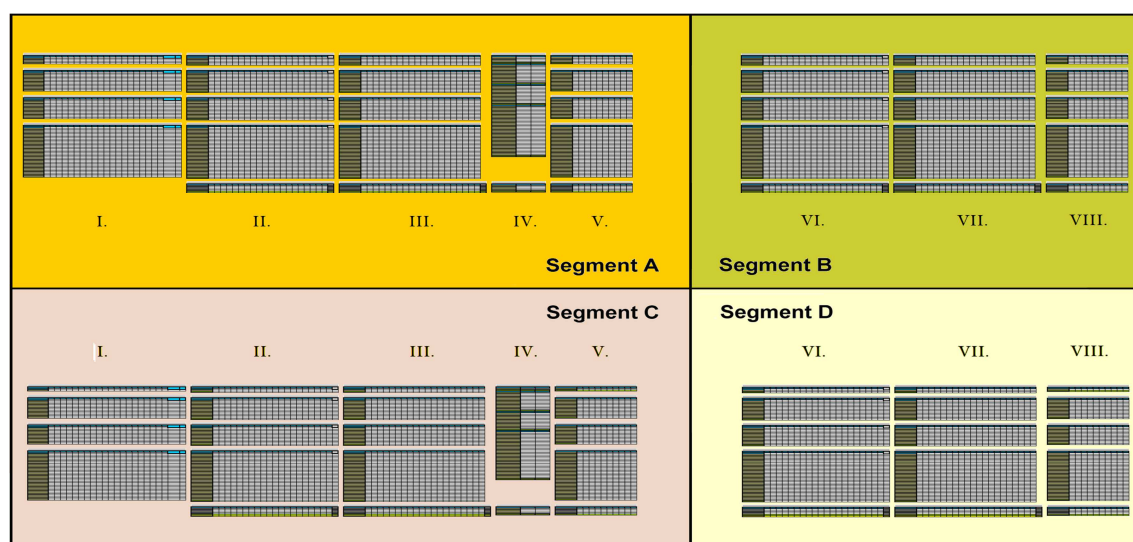 I. II. III. IV. V. VI. VII. VIII.
Segment A Segment B
Segment C Segment D
I. II. III. IV. V. VI. VII. VIII.